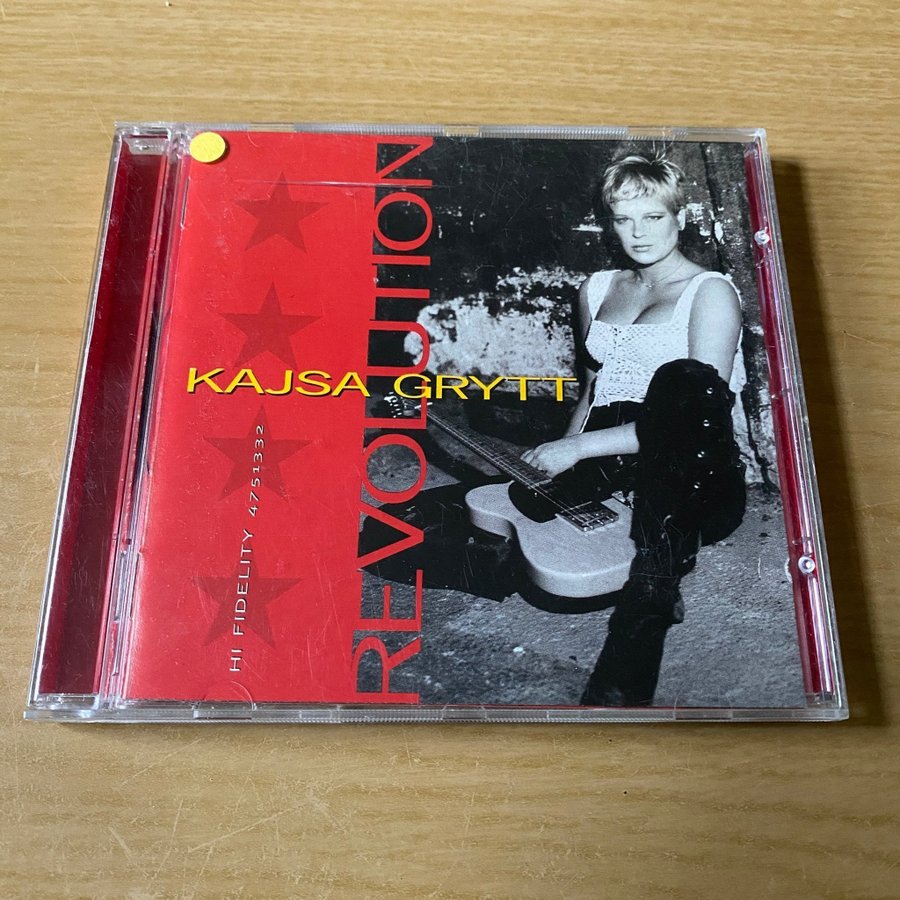 REVOLUTION
KAJSA GRYTT
HI FIDELITY 4751332